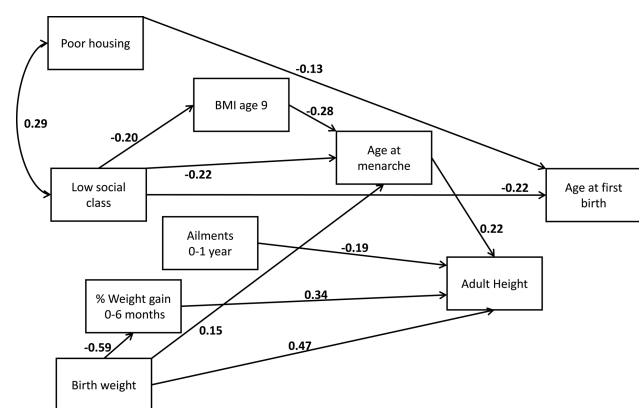 Poor housing
-0.13
BMI age 9
-0.28
0.29
-0.20
Age at
menarche
-0.22
Low social
class
-0.22
Age at first
birth
Ailments
0-1 year
0.22
-0.19
Adult Height
% Weight gain
0-6 months
0.34
0.15
-0.59
0.47
Birth weight